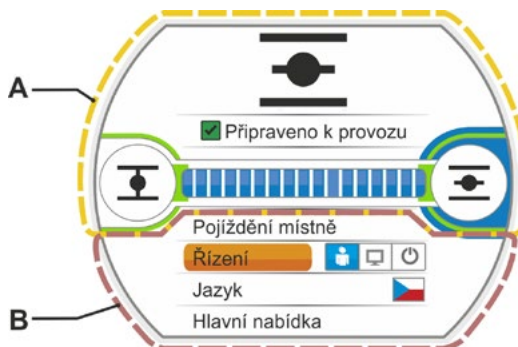 A
Připraveno k provozu
Pojíždění místně
Řízení
Jazyk
B
Hlavní nabídka